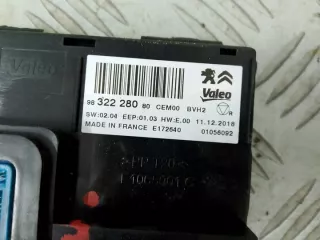 Valeo
Valeo
98 322 280 80 CEM00 BVH2
SW:02.04 EEP:01.03 HW:E.00 11.12.2018
MADE IN FRANCE E172640 01056092